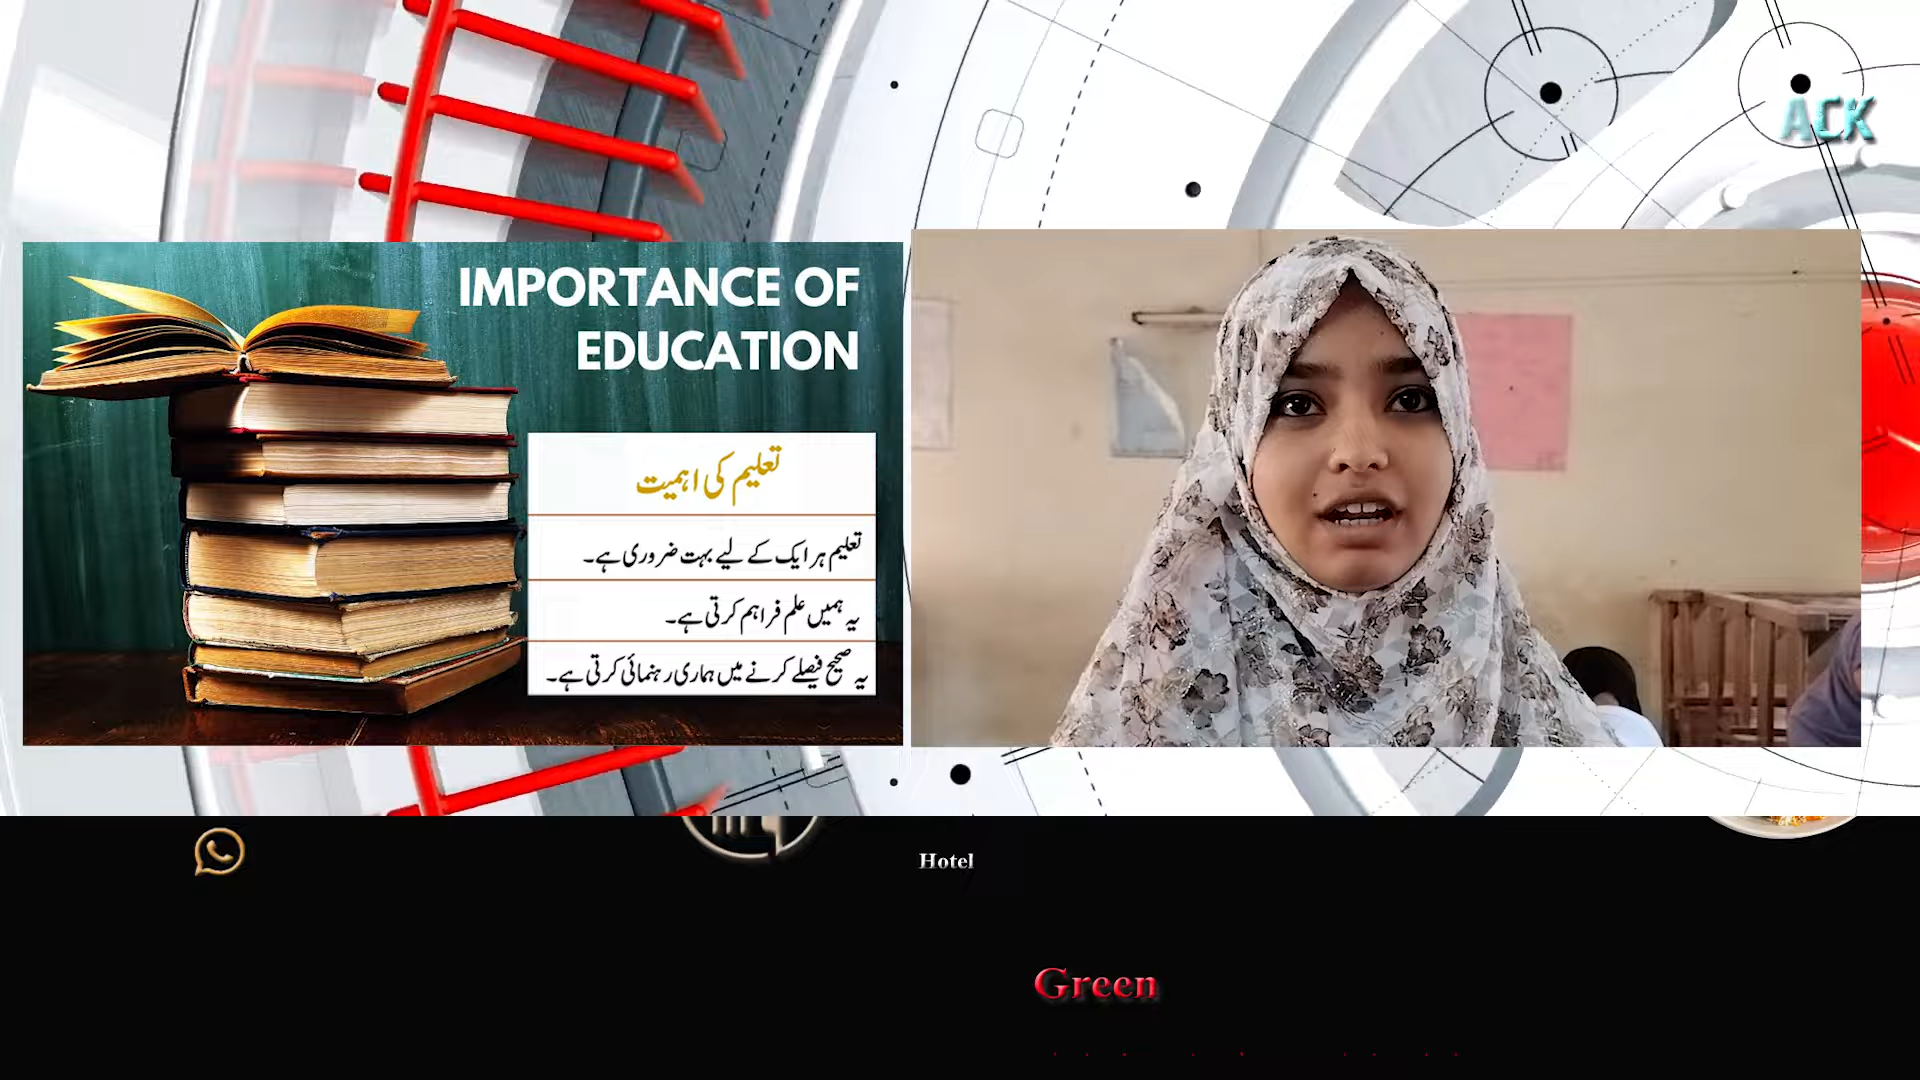 ACK
IMPORTANCE OF
EDUCATION
تعلیم کی اہمیت
تعلیم ہر ایک کے لیے بہت ضروری ہے۔
یہ ہمیں علم فراہم کرتی ہے۔
یہ صحیح فیصلے کرنے میں ہماری رہنمائی کرتی ہے۔
Hotel
Green